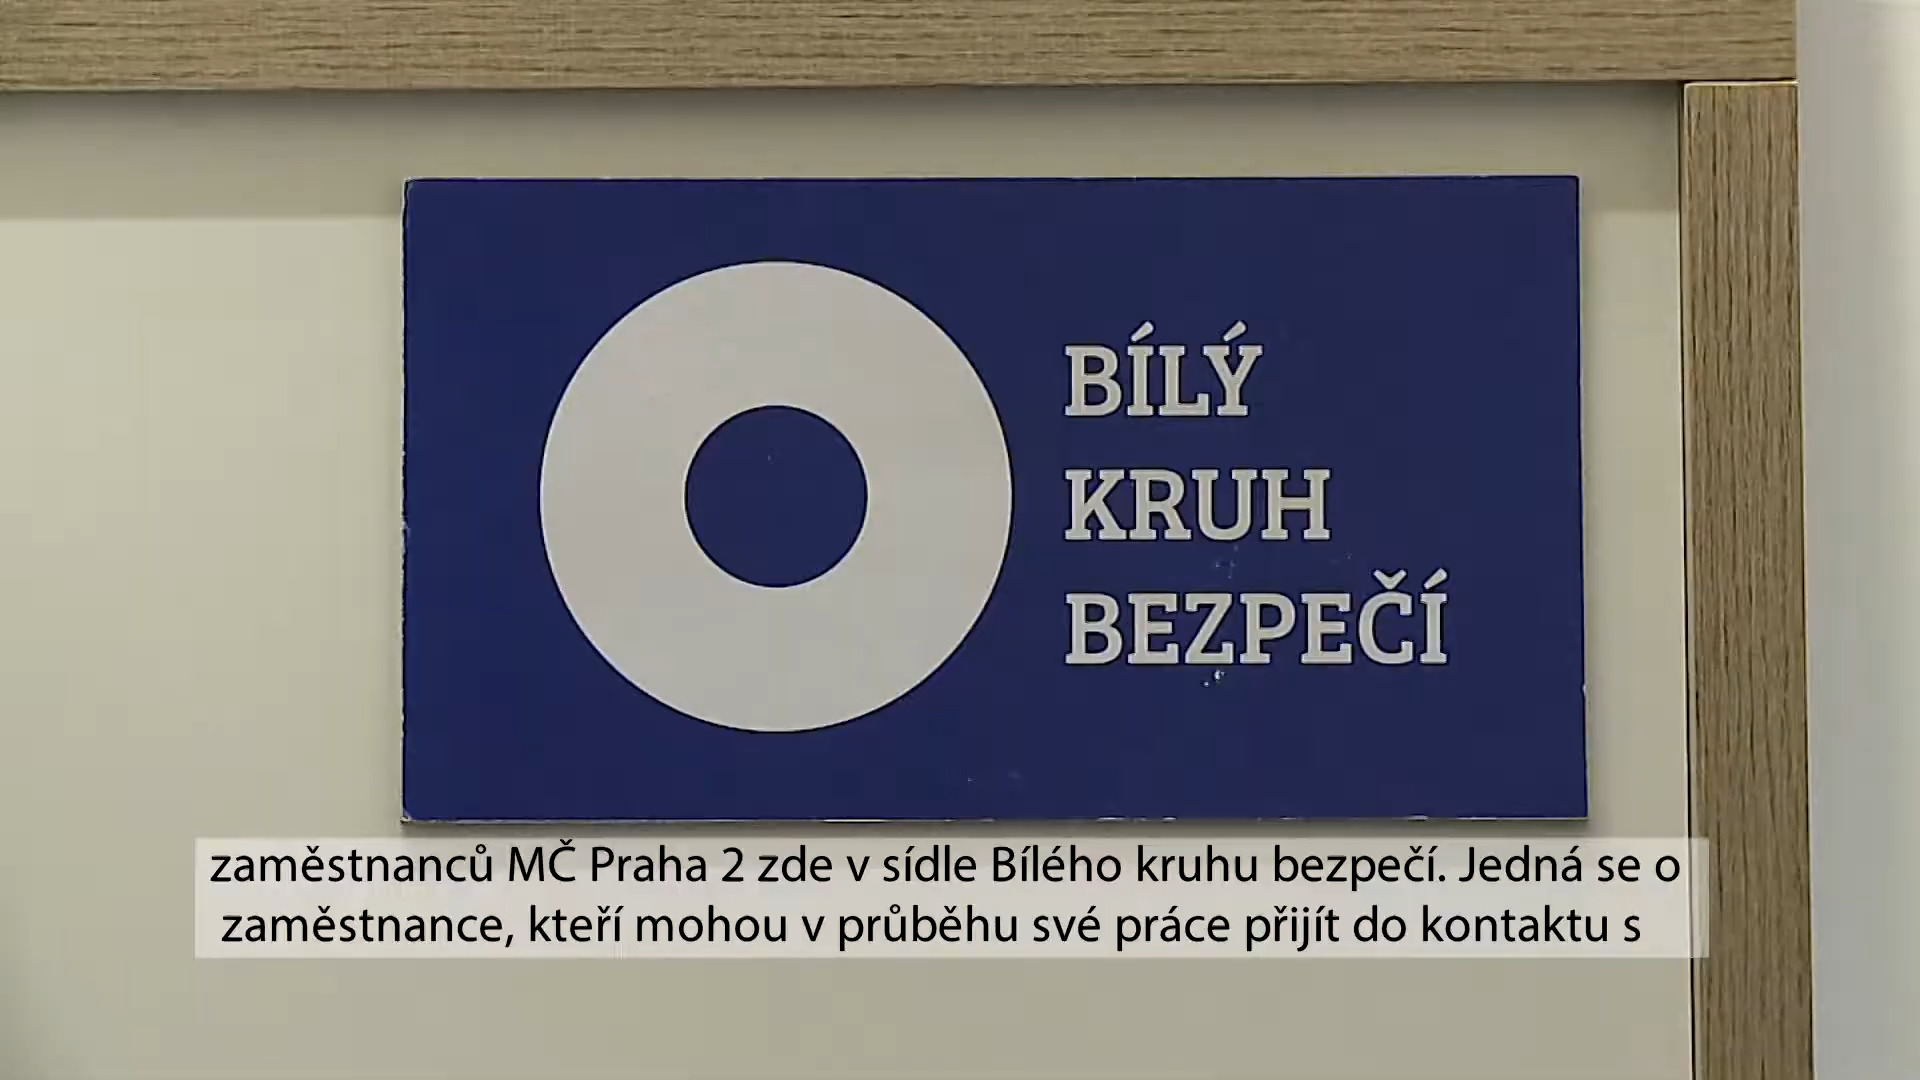 BÍLÝ
KRUH
BEZPEČÍ
zaměstnanců MČ Praha 2 zde v sídle Bílého kruhu bezpečí. Jedná se o
zaměstnance, kteří mohou v průběhu své práce přijít do kontaktu s